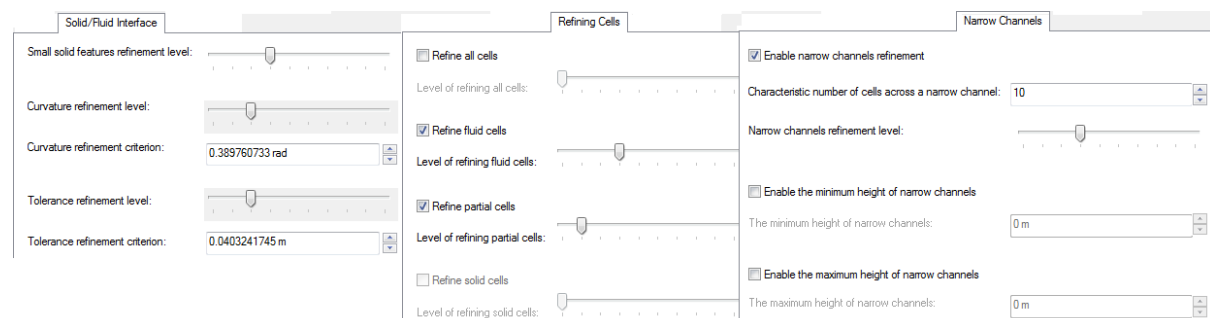 Solid/Fluid Interface
Small solid features refinement level:
Curvature refinement level:
Curvature refinement criterion:
0.389760733 rad
Tolerance refinement level:
Tolerance refinement criterion:
0.0403241745 m
Refining Cells
Refine all cells
Level of refining all cells:
Refine fluid cells
Level of refining fluid cells:
Refine partial cells
Level of refining partial cells:
Refine solid cells
Level of refining solid cells:
Narrow Channels
Enable narrow channels refinement
Characteristic number of cells across a narrow channel:
10
Narrow channels refinement level:
Enable the minimum height of narrow channels
The minimum height of narrow channels:
0 m
Enable the maximum height of narrow channels
The maximum height of narrow channels:
0 m